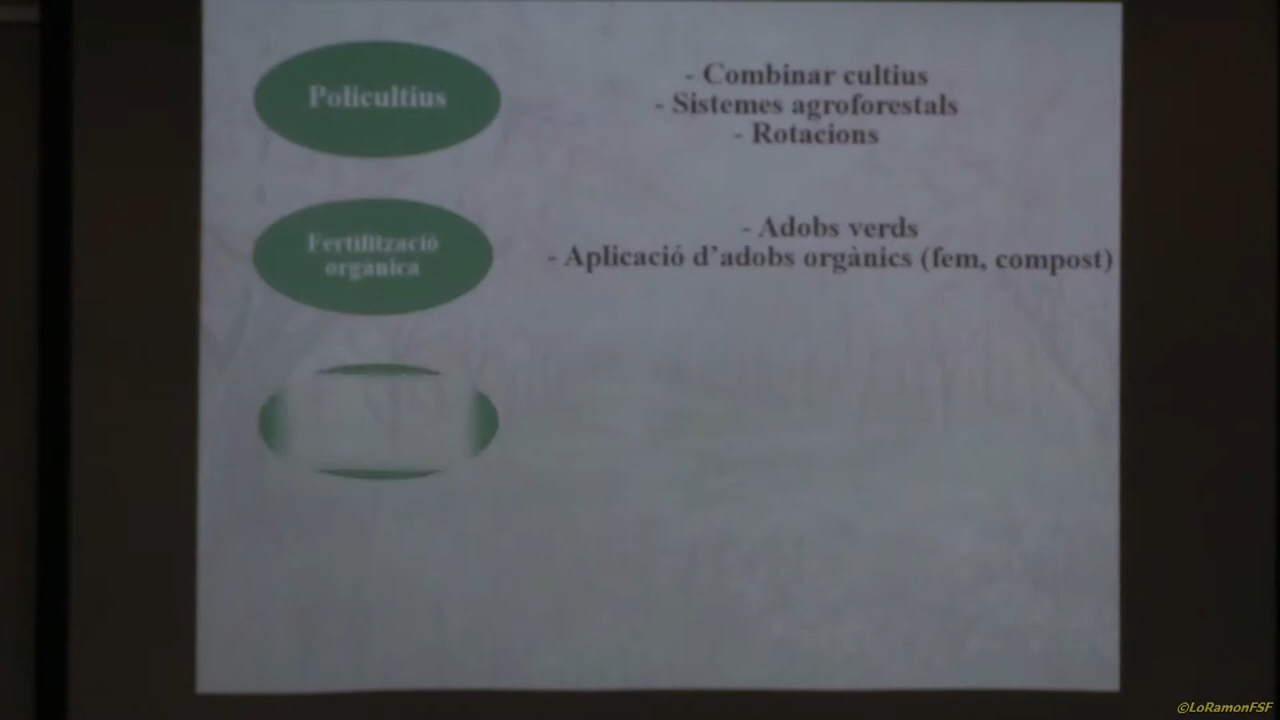 Policultius
- Combinar cultius
- Sistemes agroforestals
- Rotacions
Fertilització
orgànica
- Adobs verds
- Aplicació d'adobs orgànics (fem, compost)
©LoRamonFSF